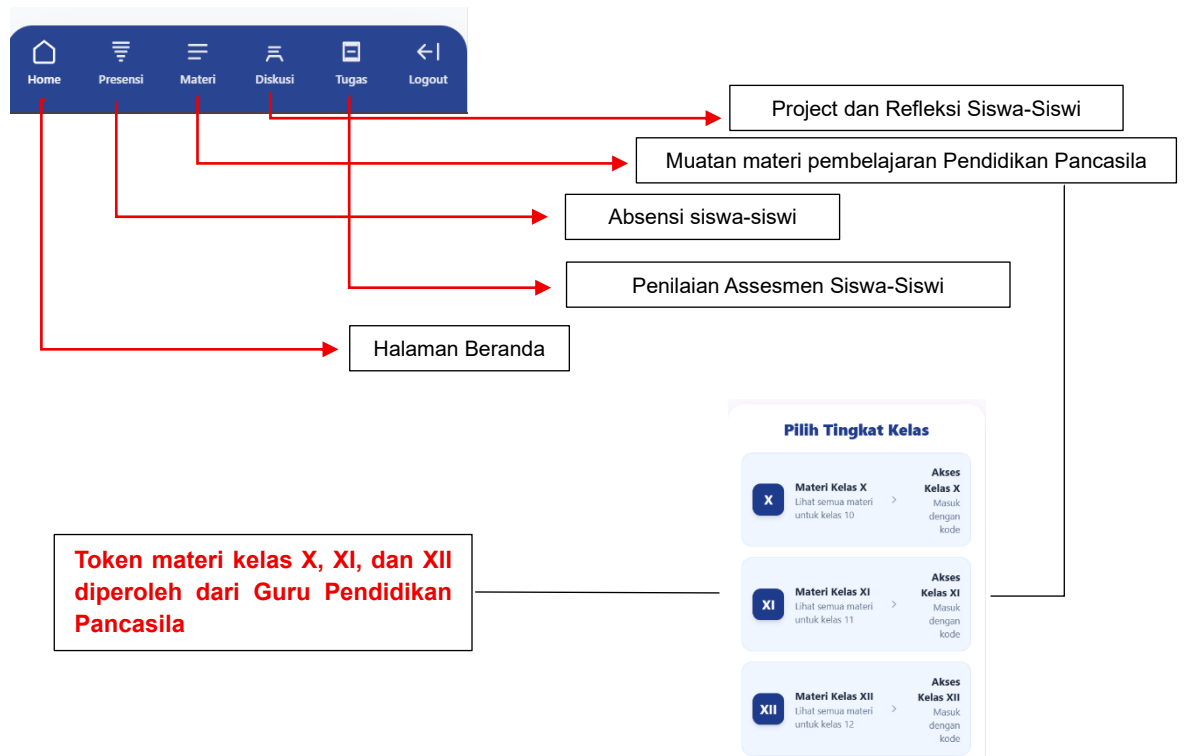 Home Presensi Materi Diskusi Tugas Logout
Project dan Refleksi Siswa-Siswi
Muatan materi pembelajaran Pendidikan Pancasila
Absensi siswa-siswi
Penilaian Assesmen Siswa-Siswi
Halaman Beranda
Pilih Tingkat Kelas
X
Materi Kelas X
Lihat semua materi
untuk kelas 10
Akses
Kelas X
Masuk
dengan
kode
Token materi kelas X, XI, dan XII
diperoleh dari Guru Pendidikan
Pancasila
XI
Materi Kelas XI
Lihat semua materi
untuk kelas 11
Akses
Kelas XI
Masuk
dengan
kode
XII
Materi Kelas XII
Lihat semua materi
untuk kelas 12
Akses
Kelas XII
Masuk
dengan
kode